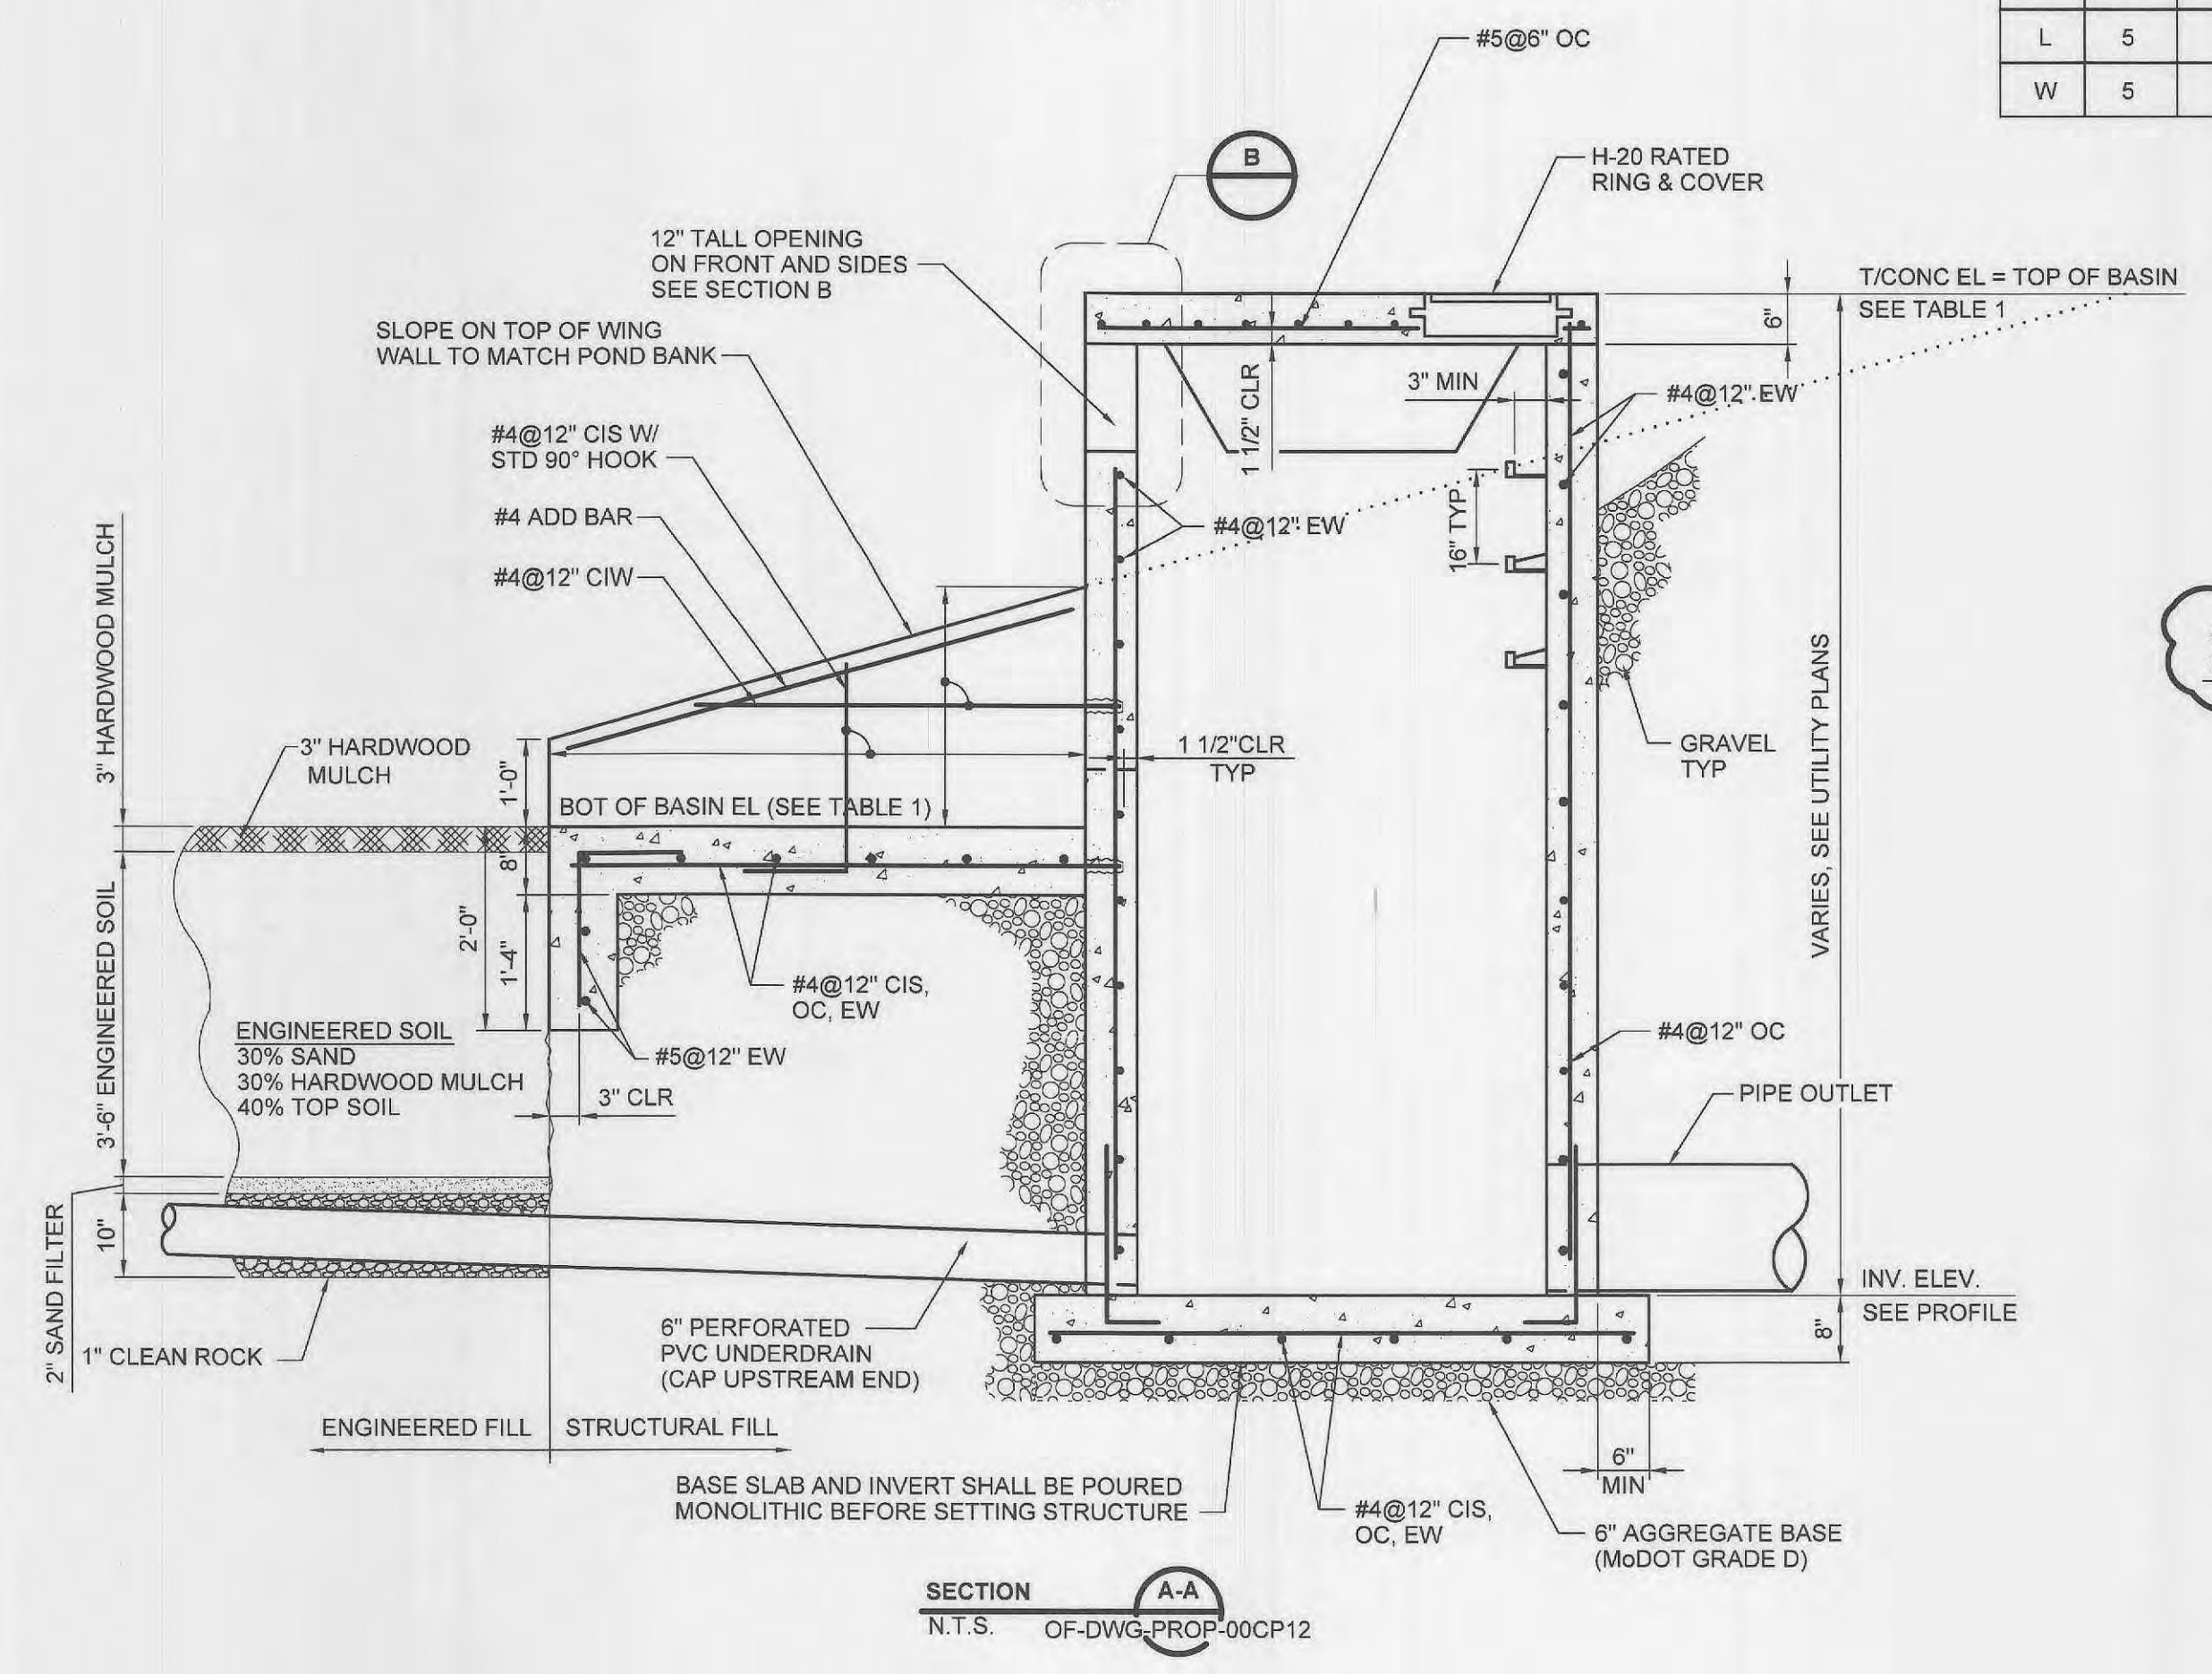 #5@6" OC
L 5
W 5
B
H-20 RATED
RING & COVER
12" TALL OPENING
ON FRONT AND SIDES
SEE SECTION B
T/CONC EL = TOP OF BASIN
SEE TABLE 1
6"
SLOPE ON TOP OF WING
WALL TO MATCH POND BANK
3" MIN
1 1/2" CLR
#4@12" EW
#4@12" CIS W/
STD 90° HOOK
#4 ADD BAR
#4@12" EW
16" TYP
#4@12" CIW
3" HARDWOOD MULCH
3" HARDWOOD
MULCH
1'-0"
1 1/2"CLR
TYP
GRAVEL
TYP
VARIES, SEE UTILITY PLANS
BOT OF BASIN EL (SEE TABLE 1)
8"
2'-0"
1'-4"
3'-6" ENGINEERED SOIL
#4@12" CIS,
OC, EW
ENGINEERED SOIL
30% SAND
30% HARDWOOD MULCH
40% TOP SOIL
#5@12" EW
3" CLR
#4@12" OC
PIPE OUTLET
2" SAND FILTER
10"
INV. ELEV.
SEE PROFILE
8"
1" CLEAN ROCK
6" PERFORATED
PVC UNDERDRAIN
(CAP UPSTREAM END)
ENGINEERED FILL
STRUCTURAL FILL
6"
MIN
BASE SLAB AND INVERT SHALL BE POURED
MONOLITHIC BEFORE SETTING STRUCTURE
#4@12" CIS,
OC, EW
6" AGGREGATE BASE
(MoDOT GRADE D)
SECTION A-A
N.T.S. OF-DWG-PROP-00CP12